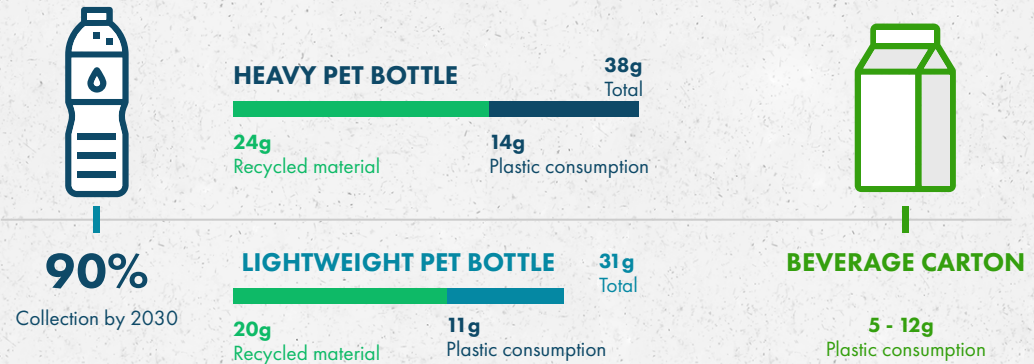 HEAVY PET BOTTLE
38g
Total
24g
Recycled material
14g
Plastic consumption
90%
Collection by 2030
LIGHTWEIGHT PET BOTTLE
31g
Total
20g
Recycled material
11g
Plastic consumption
BEVERAGE CARTON
5 - 12g
Plastic consumption